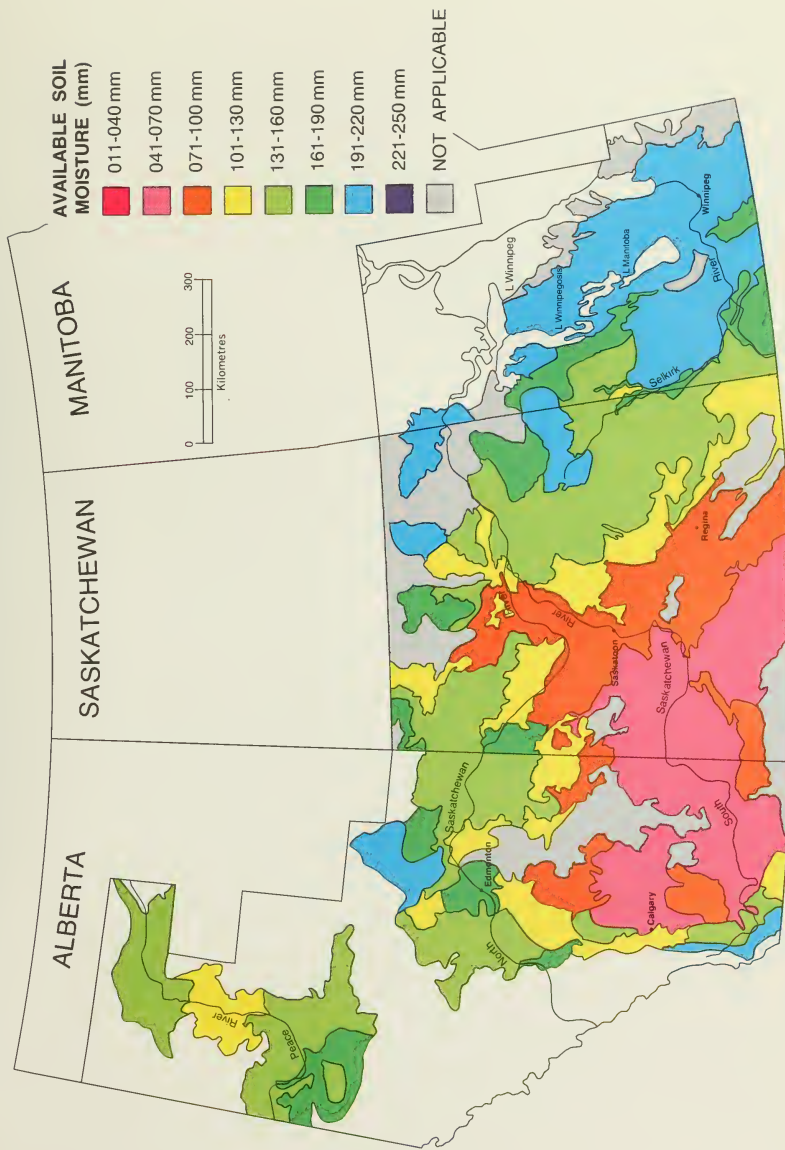 ALBERTA
SASKATCHEWAN
MANITOBA
AVAILABLE SOIL
MOISTURE (mm)
011-040 mm
041-070 mm
071-100 mm
101-130 mm
131-160 mm
161-190 mm
191-220 mm
221-250 mm
NOT APPLICABLE
0 100 200 300
Kilometres
Peace
River
North
Saskatchewan
Edmonton
Calgary
South
Saskatchewan
River
Saskatoon
Regina
L Winnipeg
L Winnipegosis
L Manitoba
Selkirk
River
Winnipeg